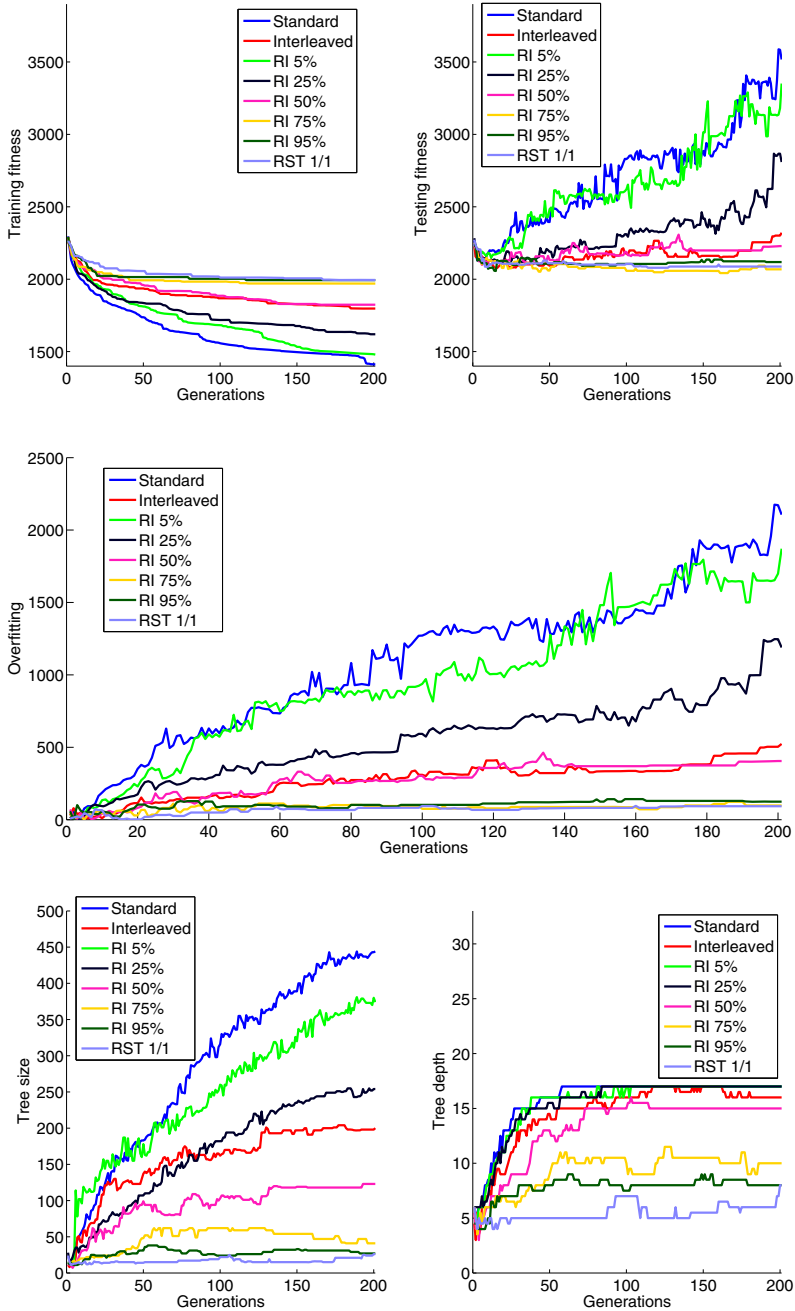 Standard
Interleaved
RI 5%
RI 25%
RI 50%
RI 75%
RI 95%
RST 1/1
3500
3000
2500
2000
1500
Training fitness
0 50 100 150 200
Generations
Standard
Interleaved
RI 5%
RI 25%
RI 50%
RI 75%
RI 95%
RST 1/1
3500
3000
2500
2000
1500
Testing fitness
0 50 100 150 200
Generations
Standard
Interleaved
RI 5%
RI 25%
RI 50%
RI 75%
RI 95%
RST 1/1
2500
2000
1500
1000
500
0
Overfitting
0 20 40 60 80 100 120 140 160 180 200
Generations
Standard
Interleaved
RI 5%
RI 25%
RI 50%
RI 75%
RI 95%
RST 1/1
500
450
400
350
300
250
200
150
100
50
0
Tree size
0 50 100 150 200
Generations
Standard
Interleaved
RI 5%
RI 25%
RI 50%
RI 75%
RI 95%
RST 1/1
30
25
20
15
10
5
0
Tree depth
0 50 100 150 200
Generations